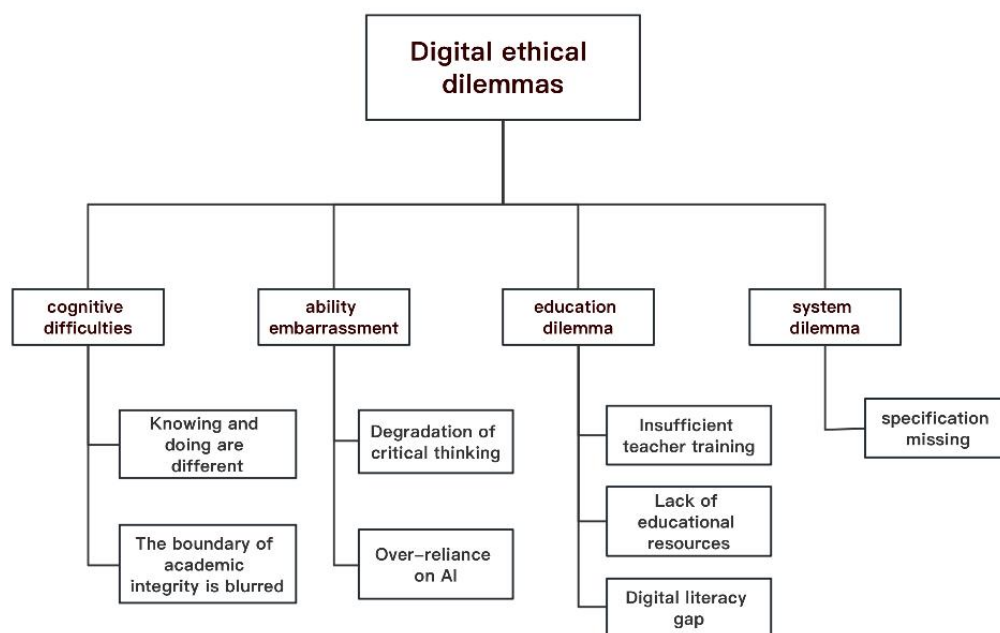 Digital ethical
dilemmas
cognitive
difficulties
ability
embarrassment
education
dilemma
system
dilemma
Knowing and
doing are
different
The boundary of
academic
integrity is blurred
Degradation of
critical thinking
Over-reliance
on AI
Insufficient
teacher training
Lack of
educational
resources
Digital literacy
gap
specification
missing